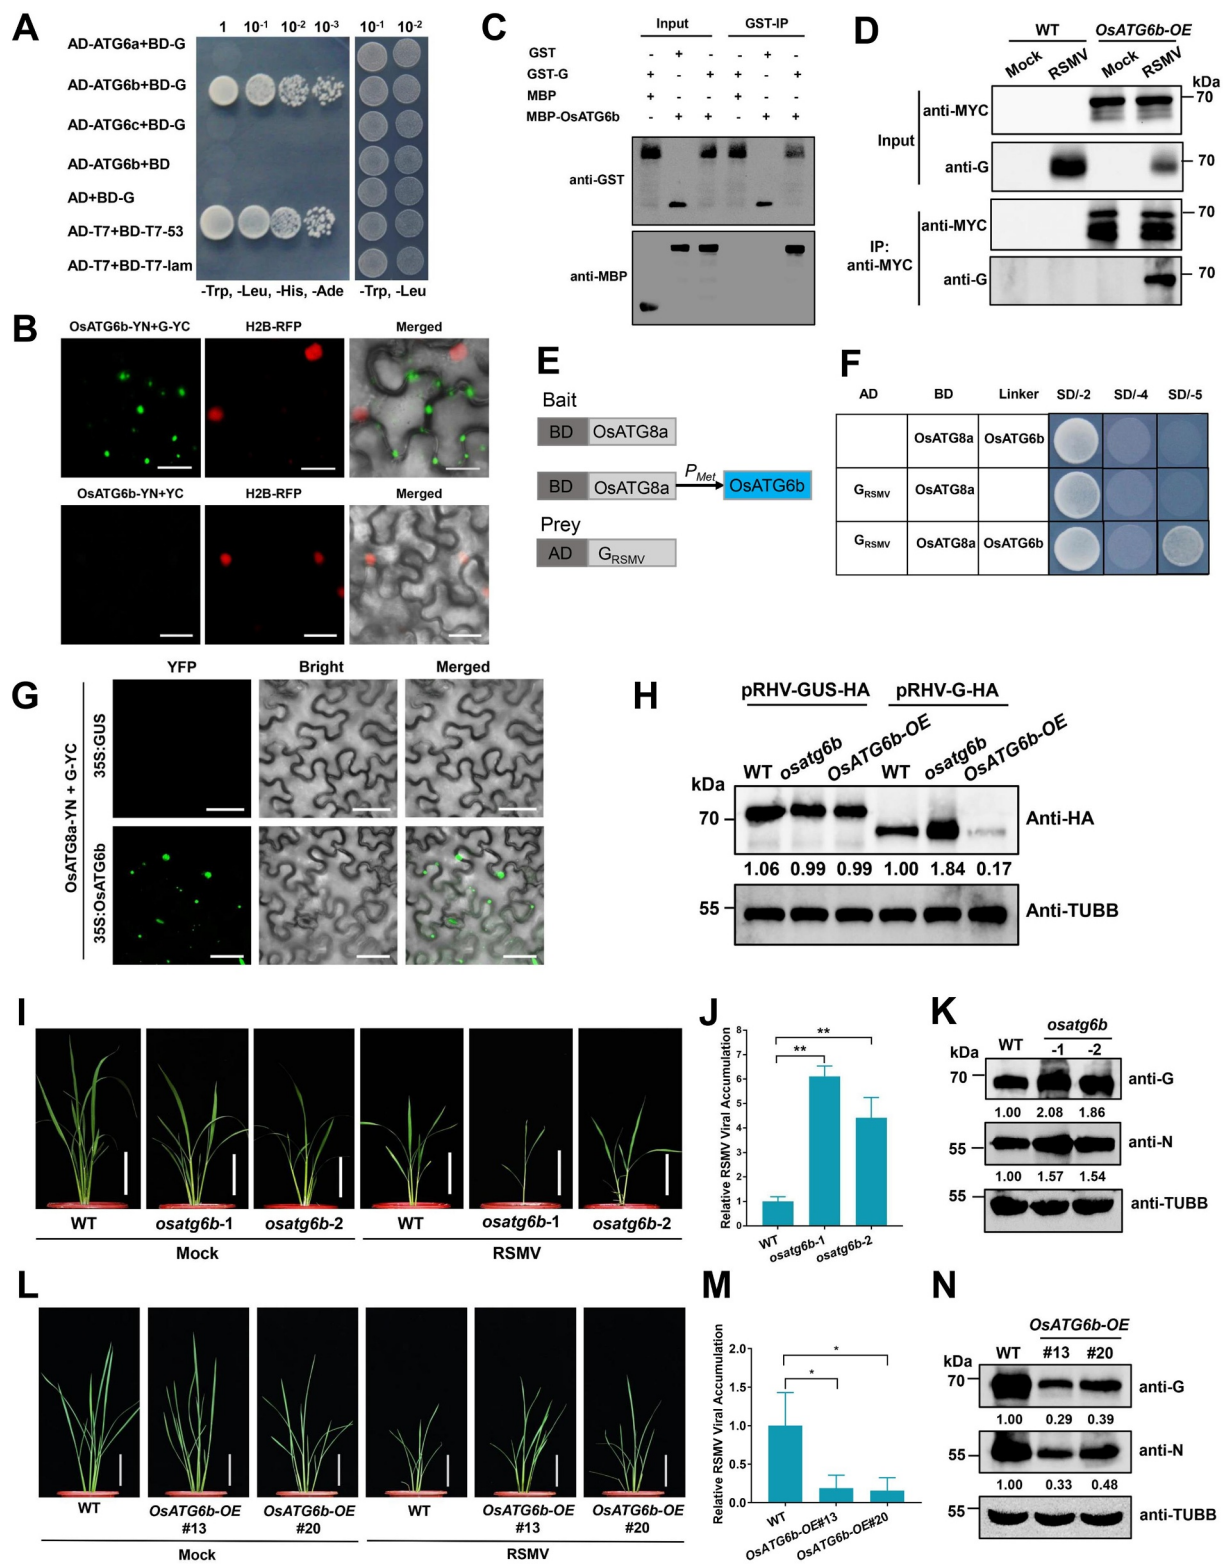 A
1 10⁻¹ 10⁻² 10⁻³ 10⁻¹ 10⁻²
AD-ATG6a+BD-G
AD-ATG6b+BD-G
AD-ATG6c+BD-G
AD-ATG6b+BD
AD+BD-G
AD-T7+BD-T7-53
AD-T7+BD-T7-lam
-Trp, -Leu, -His, -Ade -Trp, -Leu
B
OsATG6b-YN+G-YC H2B-RFP Merged
OsATG6b-YN+YC H2B-RFP Merged
C
Input GST-IP
GST - + - - + -
GST-G + - + + - +
MBP + - - + - -
MBP-OsATG6b - + + - + +
anti-GST
anti-MBP
D
WT OsATG6b-OE
Mock RSMV Mock RSMV
kDa
Input
anti-MYC 70
anti-G 70
IP:
anti-MYC
anti-MYC 70
anti-G 70
E
Bait
BD OsATG8a
BD OsATG8a PMet OsATG6b
Prey
AD GRSMV
F
AD BD Linker SD/-2 SD/-4 SD/-5
OsATG8a OsATG6b
GRSMV OsATG8a
GRSMV OsATG8a OsATG6b
G
YFP Bright Merged
OsATG8a-YN + G-YC
35S:GUS
35S:OsATG6b
H
pRHV-GUS-HA pRHV-G-HA
WT osatg6b OsATG6b-OE WT osatg6b OsATG6b-OE
kDa
70 Anti-HA
1.06 0.99 0.99 1.00 1.84 0.17
55 Anti-TUBB
I
WT osatg6b-1 osatg6b-2 WT osatg6b-1 osatg6b-2
Mock RSMV
J
Relative RSMV Viral Accumulation
8
7
6
5
4
3
2
1
0
**
**
WT osatg6b-1 osatg6b-2
K
osatg6b
WT -1 -2
kDa
70 anti-G
1.00 2.08 1.86
55 anti-N
1.00 1.57 1.54
55 anti-TUBB
L
WT OsATG6b-OE #13 OsATG6b-OE #20 WT OsATG6b-OE #13 OsATG6b-OE #20
Mock RSMV
M
Relative RSMV Viral Accumulation
2.0
1.5
1.0
0.5
0.0
*
*
WT OsATG6b-OE#13 OsATG6b-OE#20
N
OsATG6b-OE
WT #13 #20
kDa
70 anti-G
1.00 0.29 0.39
55 anti-N
1.00 0.33 0.48
55 anti-TUBB